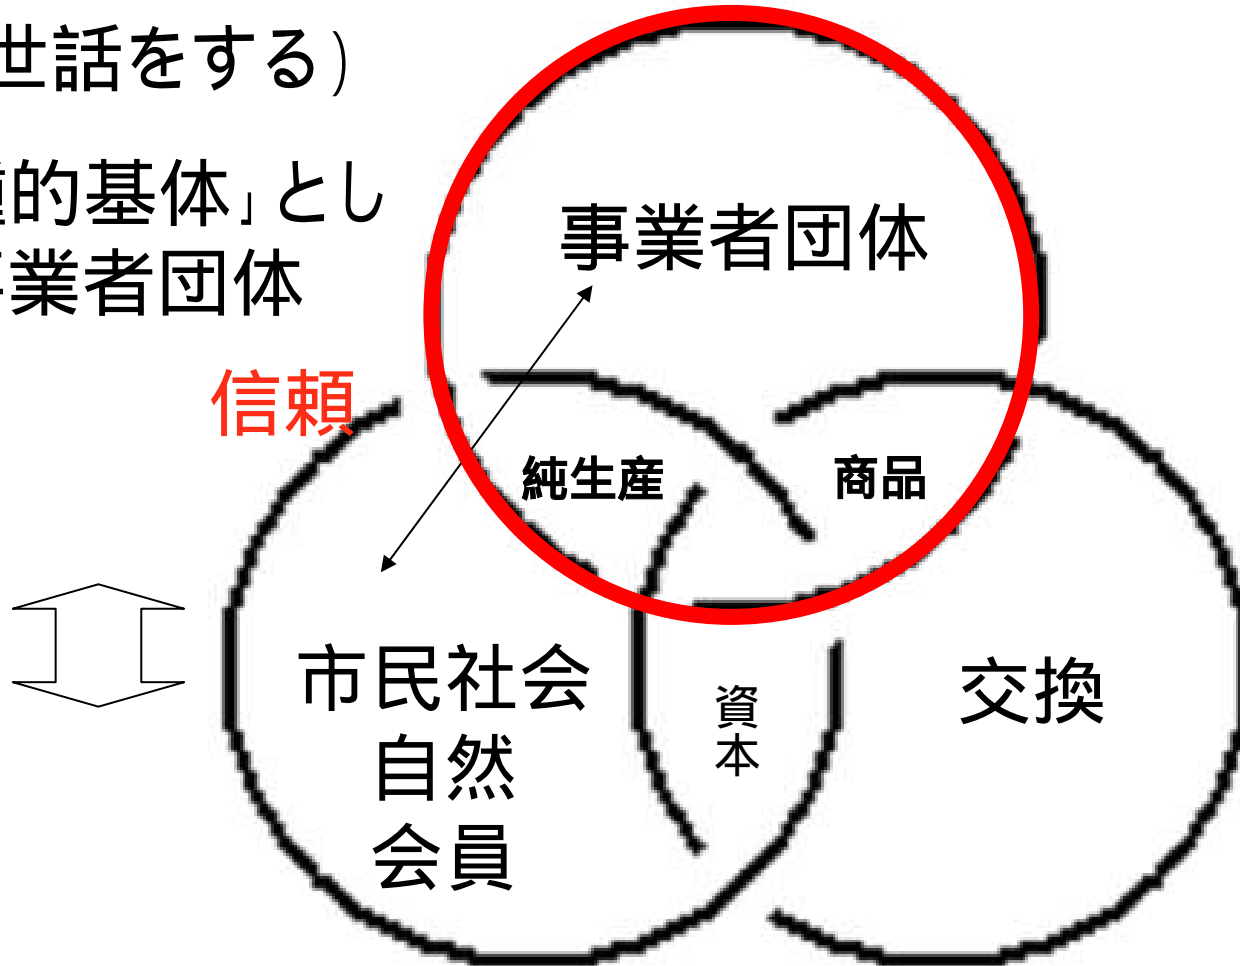 世話をする)
的基体」とし
業者団体
信頼
事業者団体
純生産
商品
市民社会
自然
会員
資本
交換